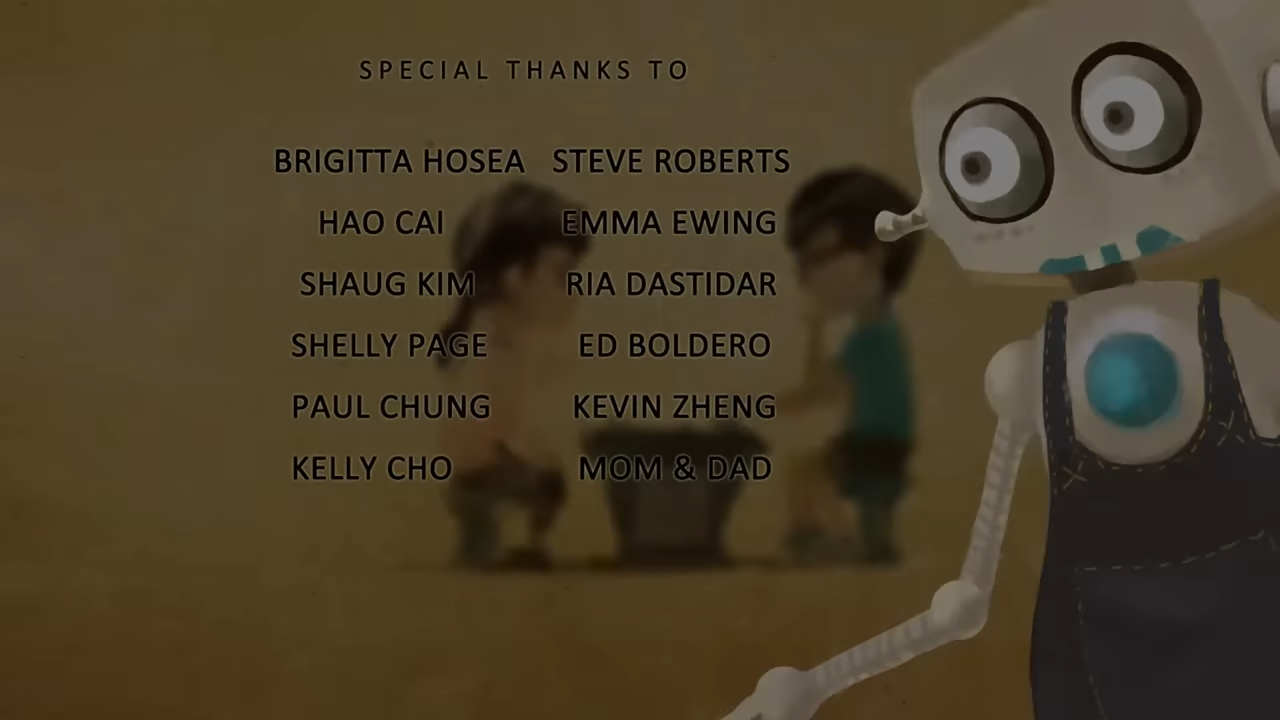 SPECIAL THANKS TO
BRIGITTA HOSEA STEVE ROBERTS
HAO CAI EMMA EWING
SHAUG KIM RIA DASTIDAR
SHELLY PAGE ED BOLDERO
PAUL CHUNG KEVIN ZHENG
KELLY CHO MOM & DAD